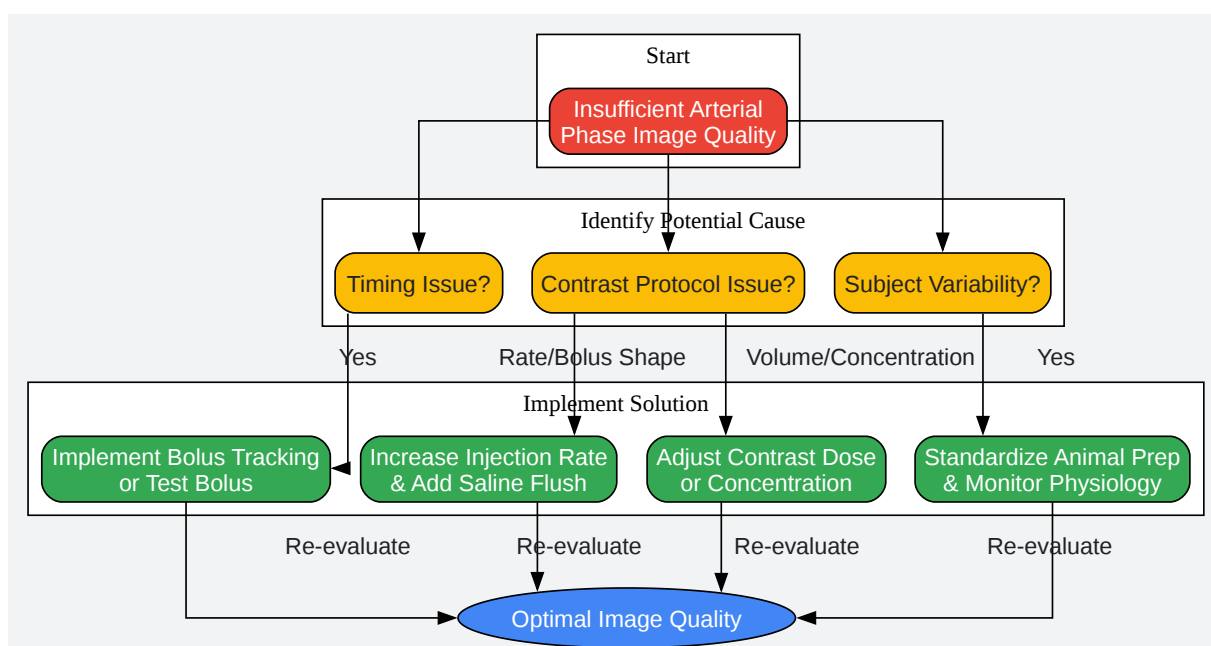 Start
Insufficient Arterial
Phase Image Quality
Identify Potential Cause
Timing Issue?
Contrast Protocol Issue?
Subject Variability?
Yes
Rate/Bolus Shape
Volume/Concentration
Yes
Implement Solution
Implement Bolus Tracking
or Test Bolus
Increase Injection Rate
& Add Saline Flush
Adjust Contrast Dose
or Concentration
Standardize Animal Prep
& Monitor Physiology
Re-evaluate
Re-evaluate
Re-evaluate
Re-evaluate
Optimal Image Quality